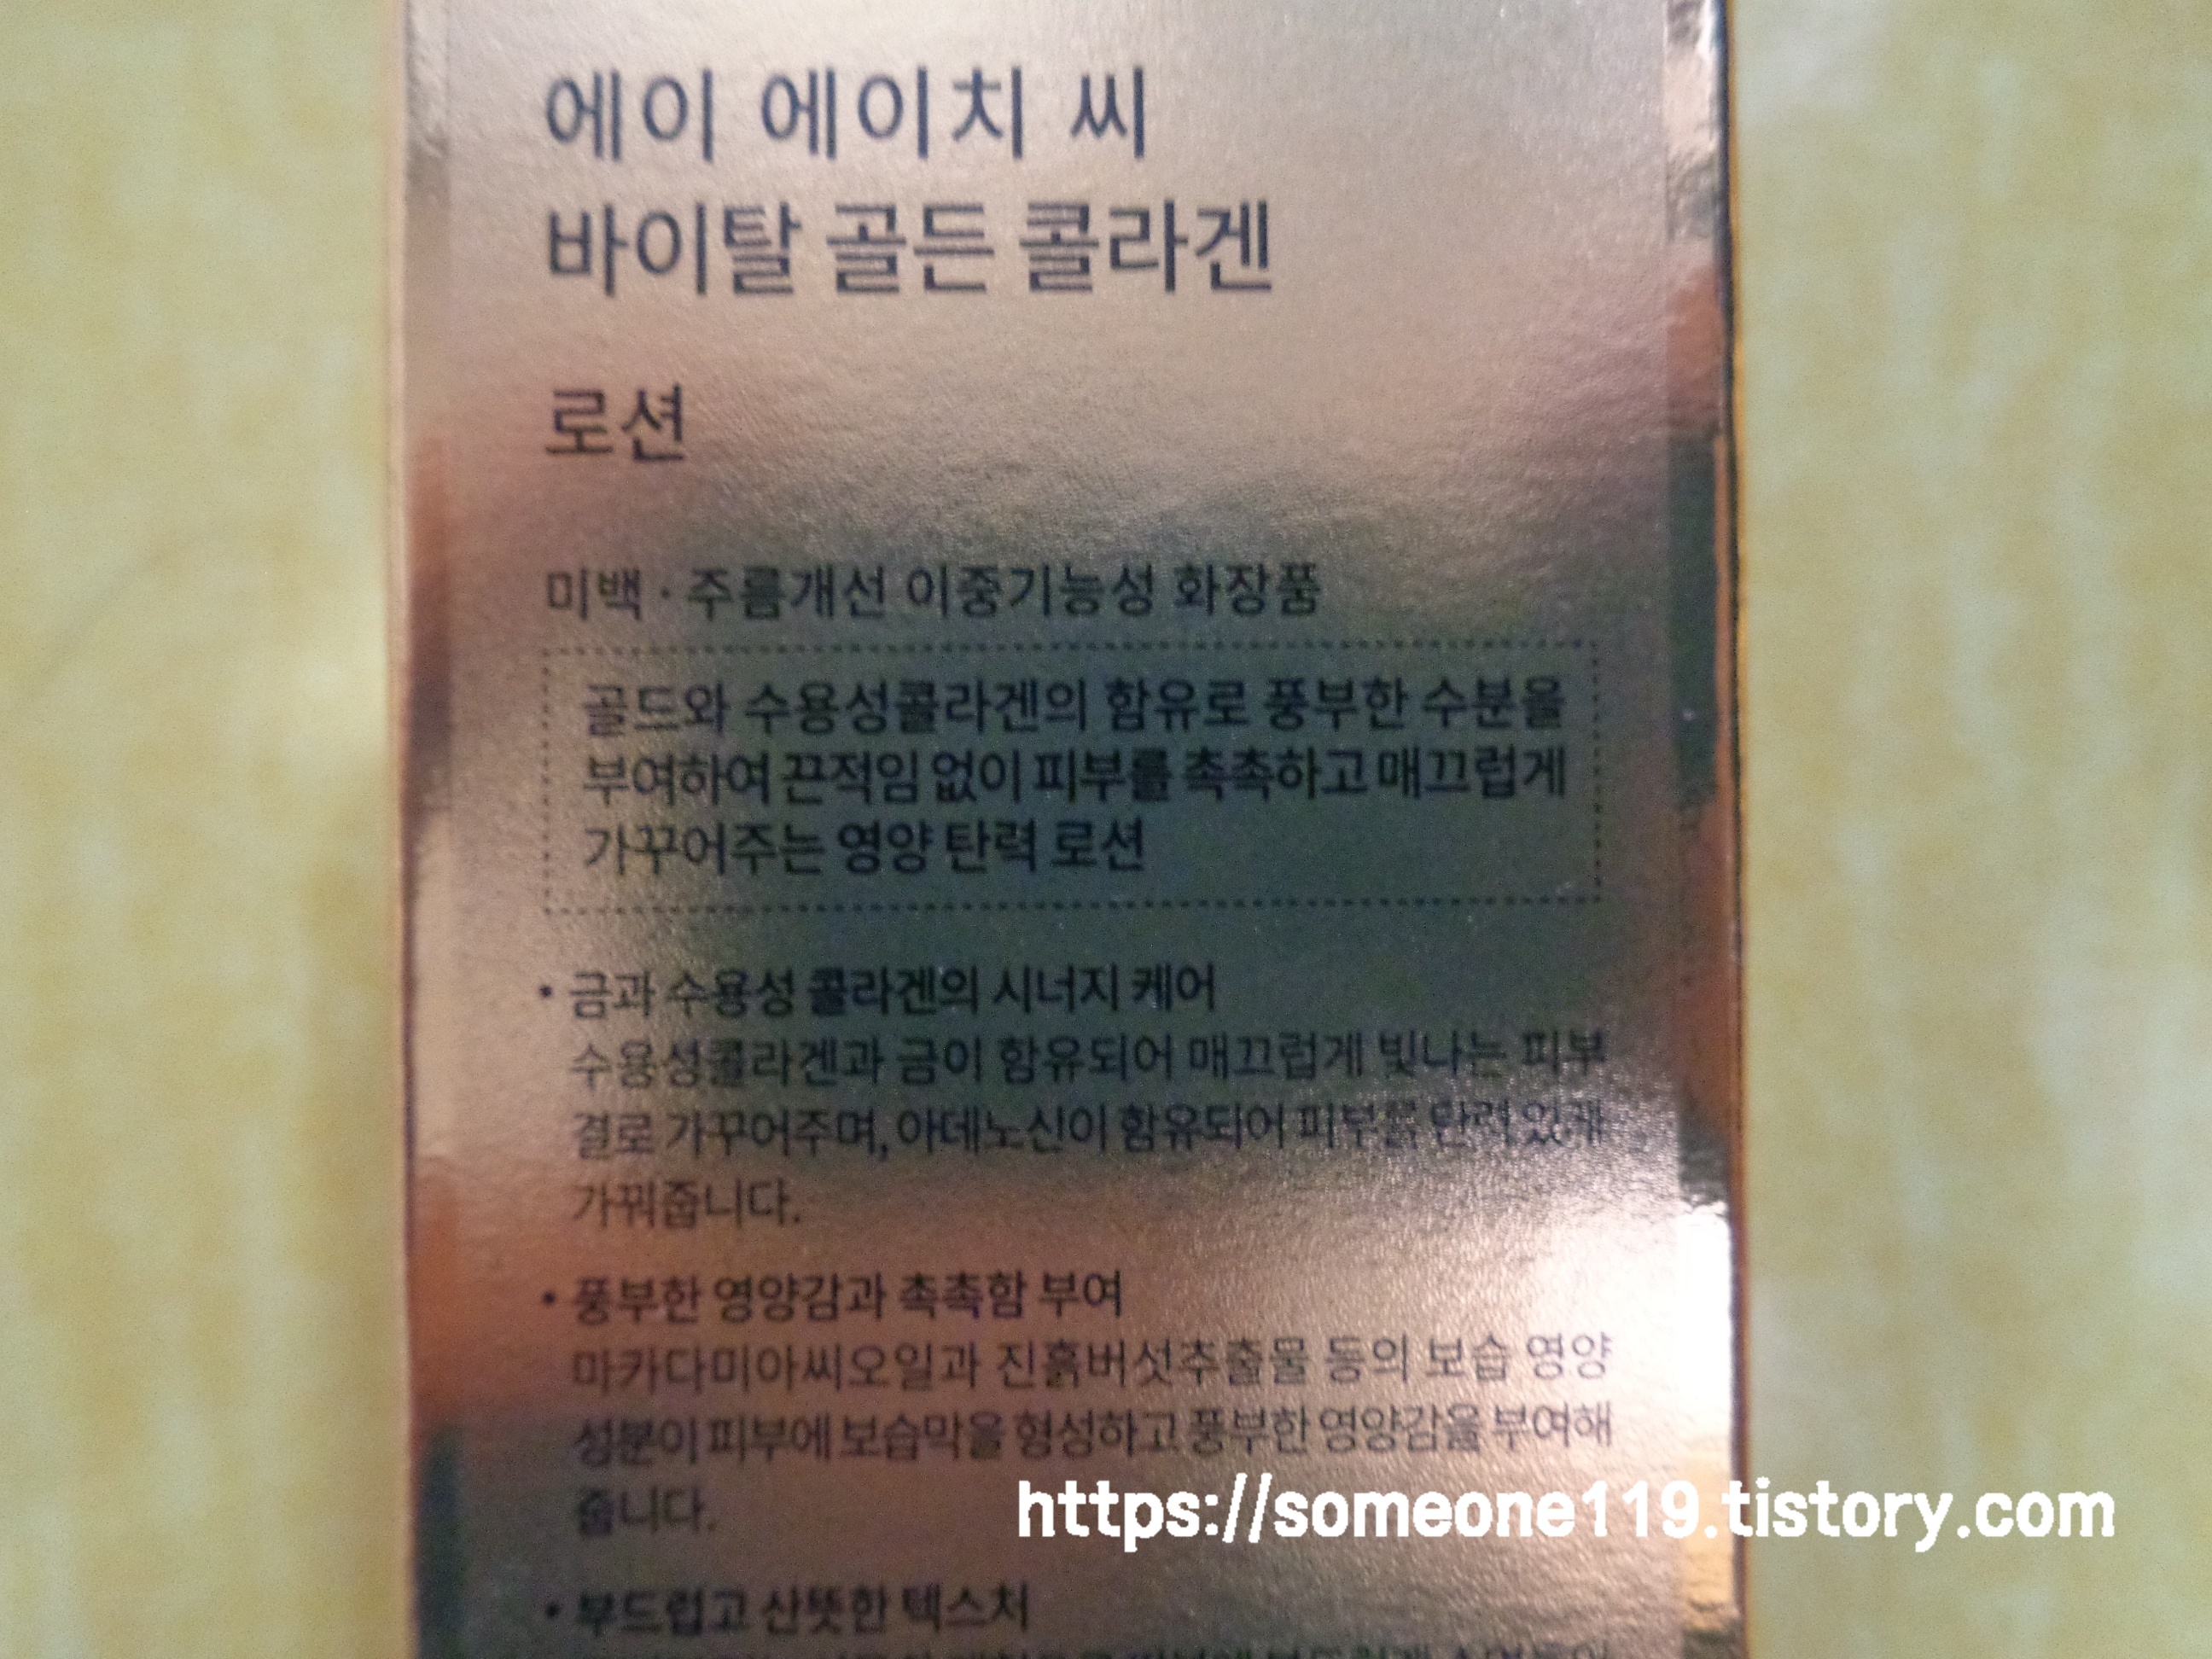 에이 에이치 씨
바이탈 골든 콜라겐
로션
미백 · 주름개선 이중기능성 화장품
골드와 수용성콜라겐의 함유로 풍부한 수분을
부여하여 끈적임 없이 피부를 촉촉하고 매끄럽게
가꾸어주는 영양 탄력 로션
• 금과 수용성 콜라겐의 시너지 케어
수용성콜라겐과 금이 함유되어 매끄럽게 빛나는 피부
결로 가꾸어주며, 아데노신이 함유되어 피부를 탄력 있게
가꿔줍니다.
• 풍부한 영양감과 촉촉함 부여
마카다미아씨오일과 진흙버섯추출물 등의 보습 영양
성분이 피부에 보습막을 형성하고 풍부한 영양감을 부여해
줍니다.
https://someone119.tistory.com
• 부드럽고 산뜻한 텍스처